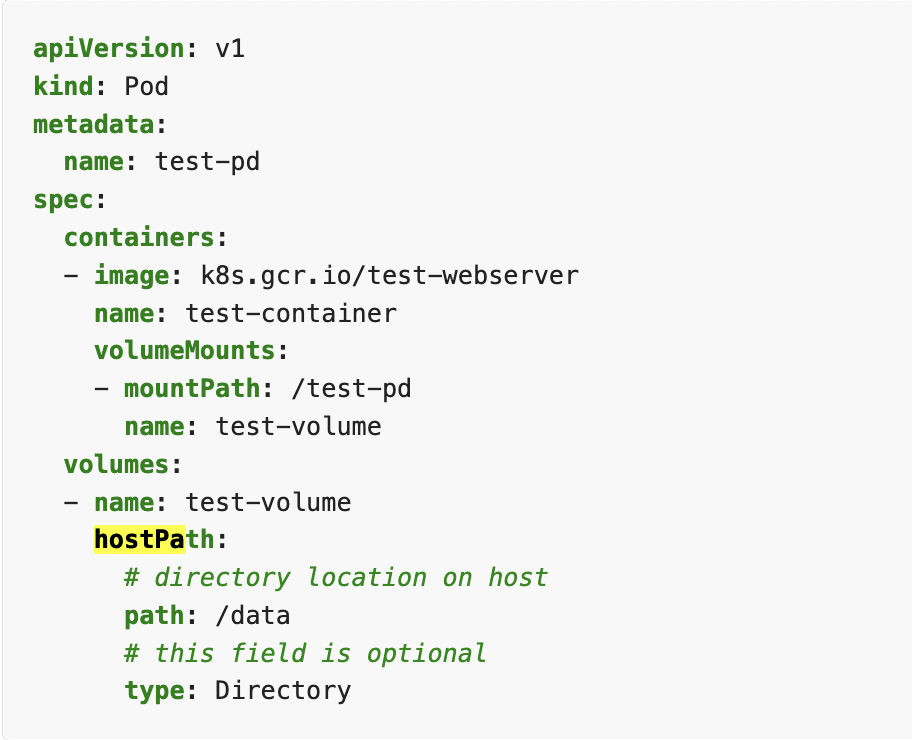 apiVersion: v1
kind: Pod
metadata:
  name: test-pd
spec:
  containers:
  - image: k8s.gcr.io/test-webserver
    name: test-container
    volumeMounts:
    - mountPath: /test-pd
      name: test-volume
  volumes:
  - name: test-volume
    hostPath:
      # directory location on host
      path: /data
      # this field is optional
      type: Directory